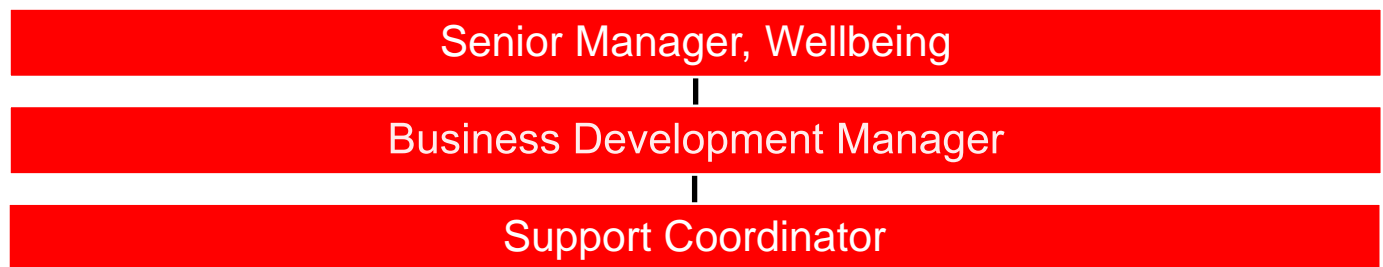 Senior Manager, Wellbeing
Business Development Manager
Support Coordinator